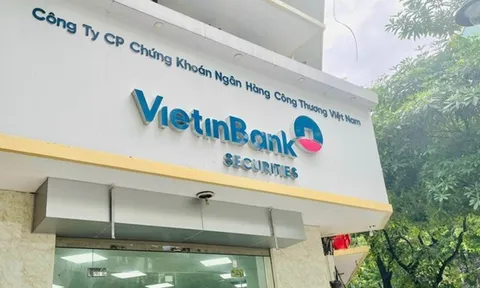 Công Ty CP Chứng Khoán Ngân Hàng Công Thương Việt Nam
VietinBank
SECURITIES